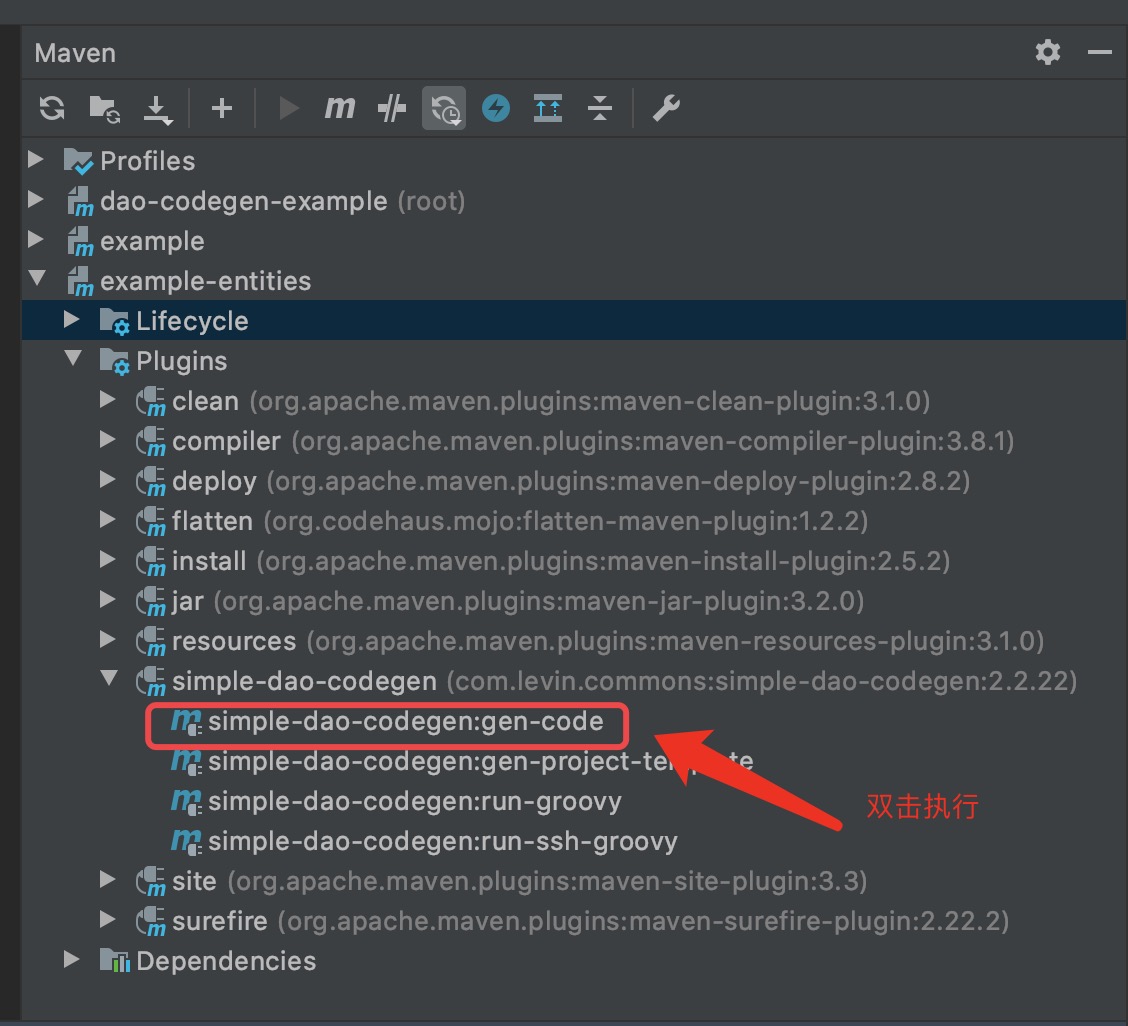 Maven
Profiles
dao-codegen-example (root)
example
example-entities
Lifecycle
Plugins
clean (org.apache.maven.plugins:maven-clean-plugin:3.1.0)
compiler (org.apache.maven.plugins:maven-compiler-plugin:3.8.1)
deploy (org.apache.maven.plugins:maven-deploy-plugin:2.8.2)
flatten (org.codehaus.mojo:flatten-maven-plugin:1.2.2)
install (org.apache.maven.plugins:maven-install-plugin:2.5.2)
jar (org.apache.maven.plugins:maven-jar-plugin:3.2.0)
resources (org.apache.maven.plugins:maven-resources-plugin:3.1.0)
simple-dao-codegen (com.levin.commons:simple-dao-codegen:2.2.22)
simple-dao-codegen:gen-code
simple-dao-codegen:gen-project-template
双击执行
simple-dao-codegen:run-groovy
simple-dao-codegen:run-ssh-groovy
site (org.apache.maven.plugins:maven-site-plugin:3.3)
surefire (org.apache.maven.plugins:maven-surefire-plugin:2.22.2)
Dependencies